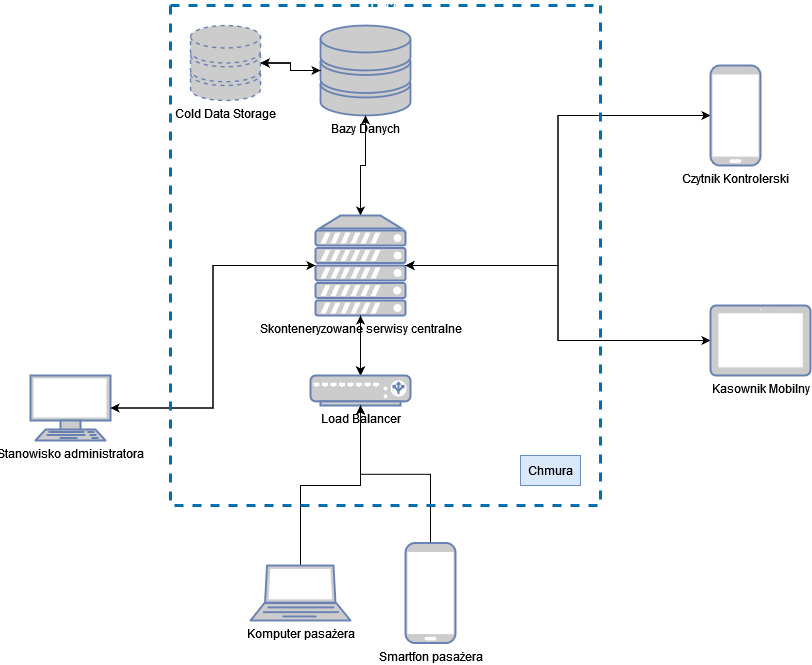 Cold Data Storage
Bazy Danych
Czytnik Kontrolerski
Skonteneryzowane serwisy centralne
Kasownik Mobilny
Load Balancer
Stanowisko administratora
Chmura
Komputer pasażera
Smartfon pasażera